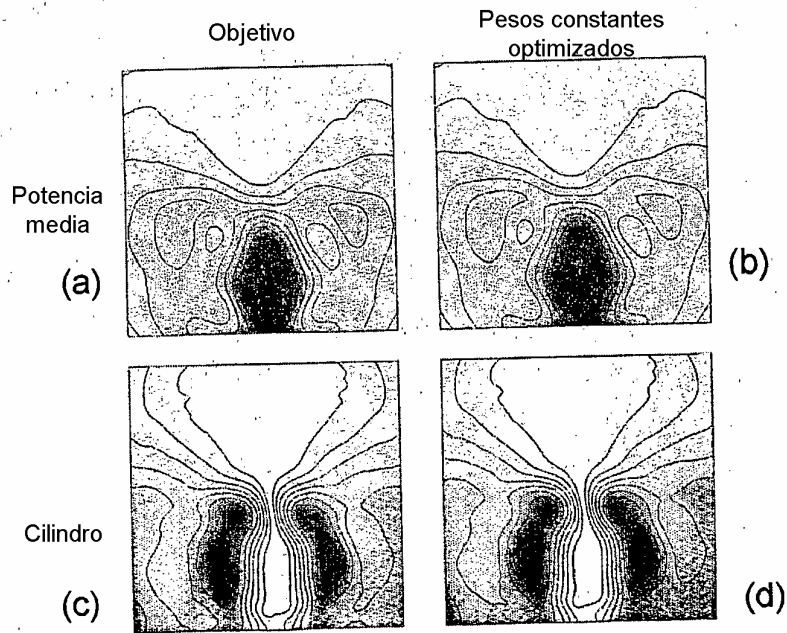 Objetivo
Pesos constantes
optimizados
Potencia
media
(a)
(b)
Cilindro
(c)
(d)